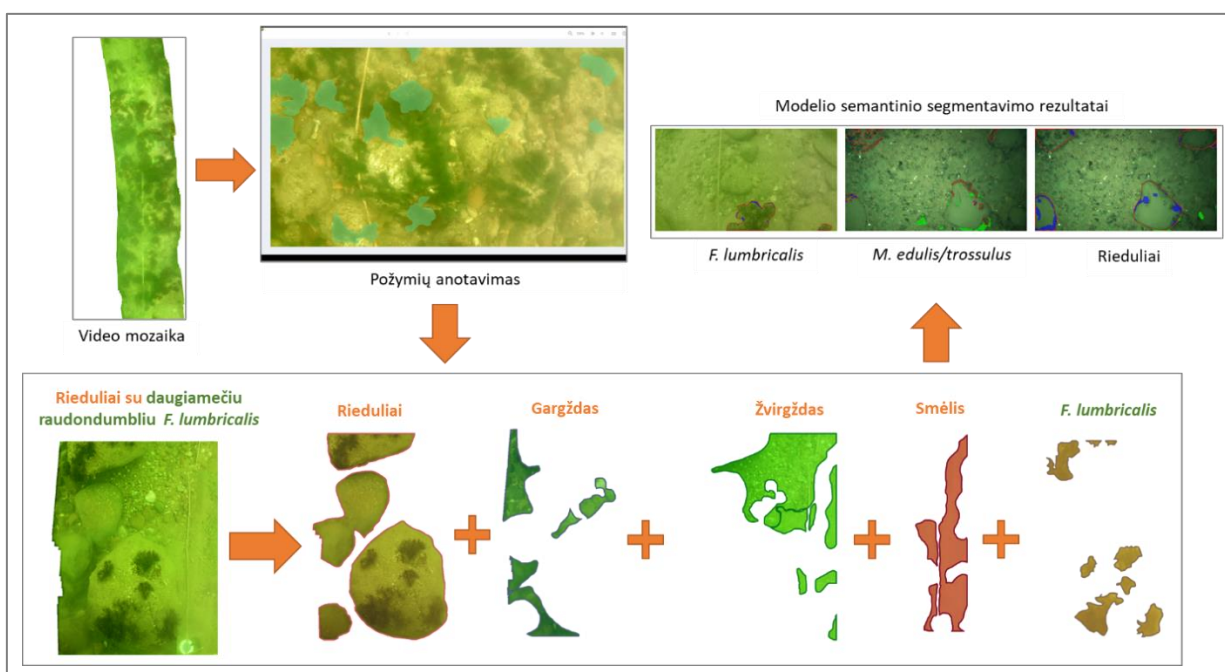 Modelio semantinio segmentavimo rezultatai
F. lumbricalis
M. edulis/trossulus
Rieduliai
Požymių anotavimas
Video mozaika
Rieduliai su daugiamečiu
raudondumbliu F. lumbricalis
Rieduliai
Gargždas
Žvirgždas
Smėlis
F. lumbricalis